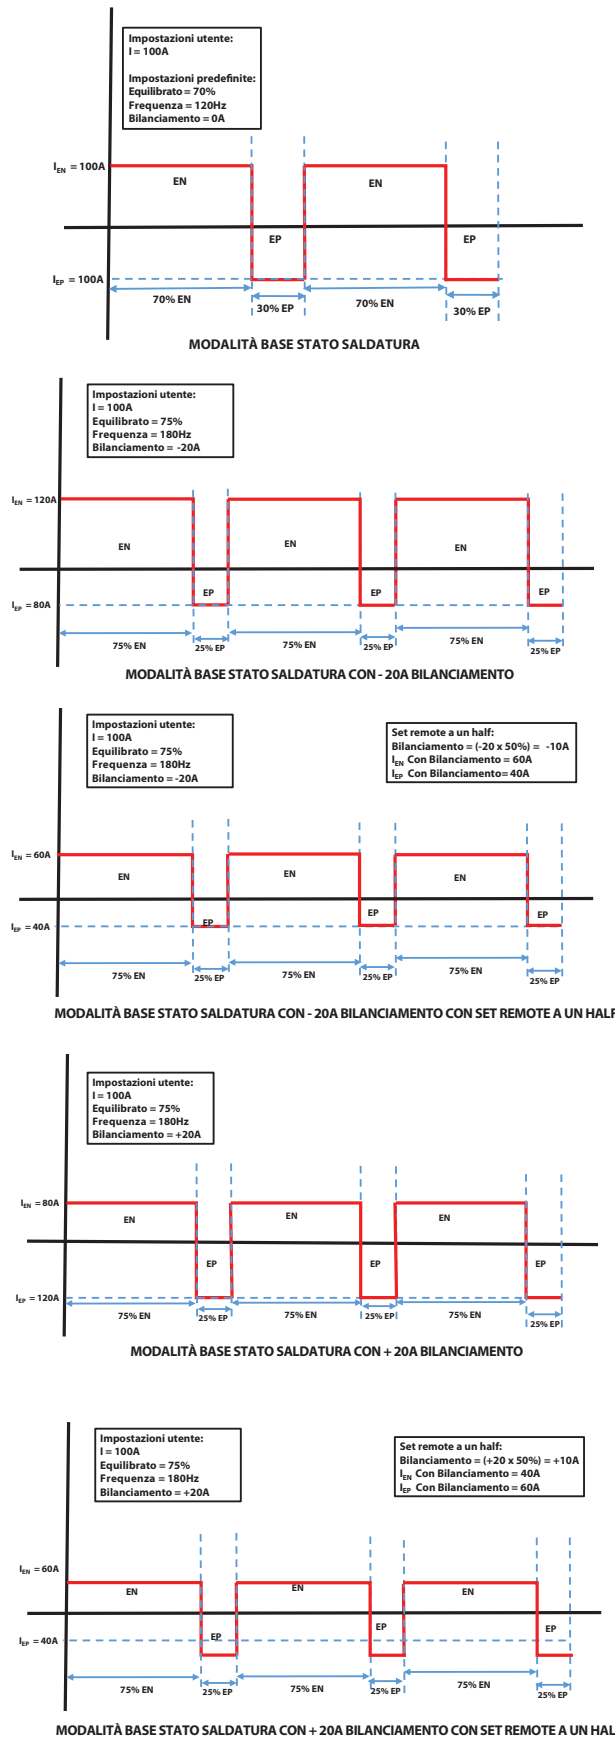 Impostazioni utente:
I = 100A
Impostazioni predefinite:
Equilibrato = 70%
Frequenza = 120Hz
Bilanciamento = 0A
IEN = 100A
EN
EN
EP
EP
IEP = 100A
70% EN
30% EP
70% EN
30% EP
MODALITÀ BASE STATO SALDATURA
Impostazioni utente:
I = 100A
Equilibrato = 75%
Frequenza = 180Hz
Bilanciamento = -20A
IEN = 120A
EN
EN
EN
EP
EP
EP
IEP = 80A
75% EN
25% EP
75% EN
25% EP
75% EN
25% EP
MODALITÀ BASE STATO SALDATURA CON - 20A BILANCIAMENTO
Impostazioni utente:
I = 100A
Equilibrato = 75%
Frequenza = 180Hz
Bilanciamento = -20A
Set remote a un half:
Bilanciamento = (-20 x 50%) = -10A
IEN Con Bilanciamento = 60A
IEP Con Bilanciamento= 40A
IEN = 60A
EN
EN
EN
EP
EP
EP
IEP = 40A
75% EN
25% EP
75% EN
25% EP
75% EN
25% EP
MODALITÀ BASE STATO SALDATURA CON - 20A BILANCIAMENTO CON SET REMOTE A UN HALF
Impostazioni utente:
I = 100A
Equilibrato = 75%
Frequenza = 180Hz
Bilanciamento = +20A
IEN = 80A
EN
EN
EN
EP
EP
EP
IEP = 120A
75% EN
25% EP
75% EN
25% EP
75% EN
25% EP
MODALITÀ BASE STATO SALDATURA CON + 20A BILANCIAMENTO
Impostazioni utente:
I = 100A
Equilibrato = 75%
Frequenza = 180Hz
Bilanciamento = +20A
Set remote a un half:
Bilanciamento = (+20 x 50%) = +10A
IEN Con Bilanciamento = 40A
IEP Con Bilanciamento = 60A
IEN = 60A
EN
EN
EN
EP
EP
EP
IEP = 40A
75% EN
25% EP
75% EN
25% EP
75% EN
25% EP
MODALITÀ BASE STATO SALDATURA CON + 20A BILANCIAMENTO CON SET REMOTE A UN HAL